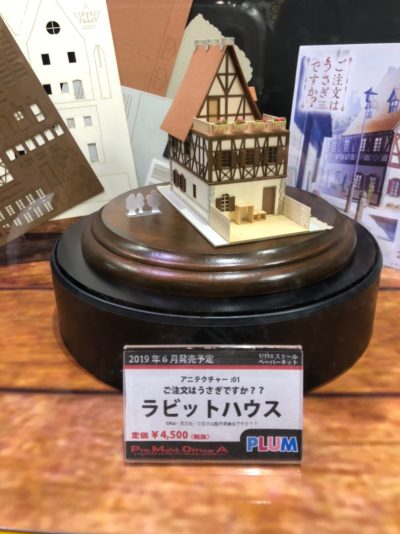 ご注文は
うさぎ
ですか？
2019年6月発売予定
1/150スケール
ペーパーキット
アニテクチャー:01
ご注文はうさぎですか？？
ラビットハウス
定価 ￥4,500 (税抜)
PLUM